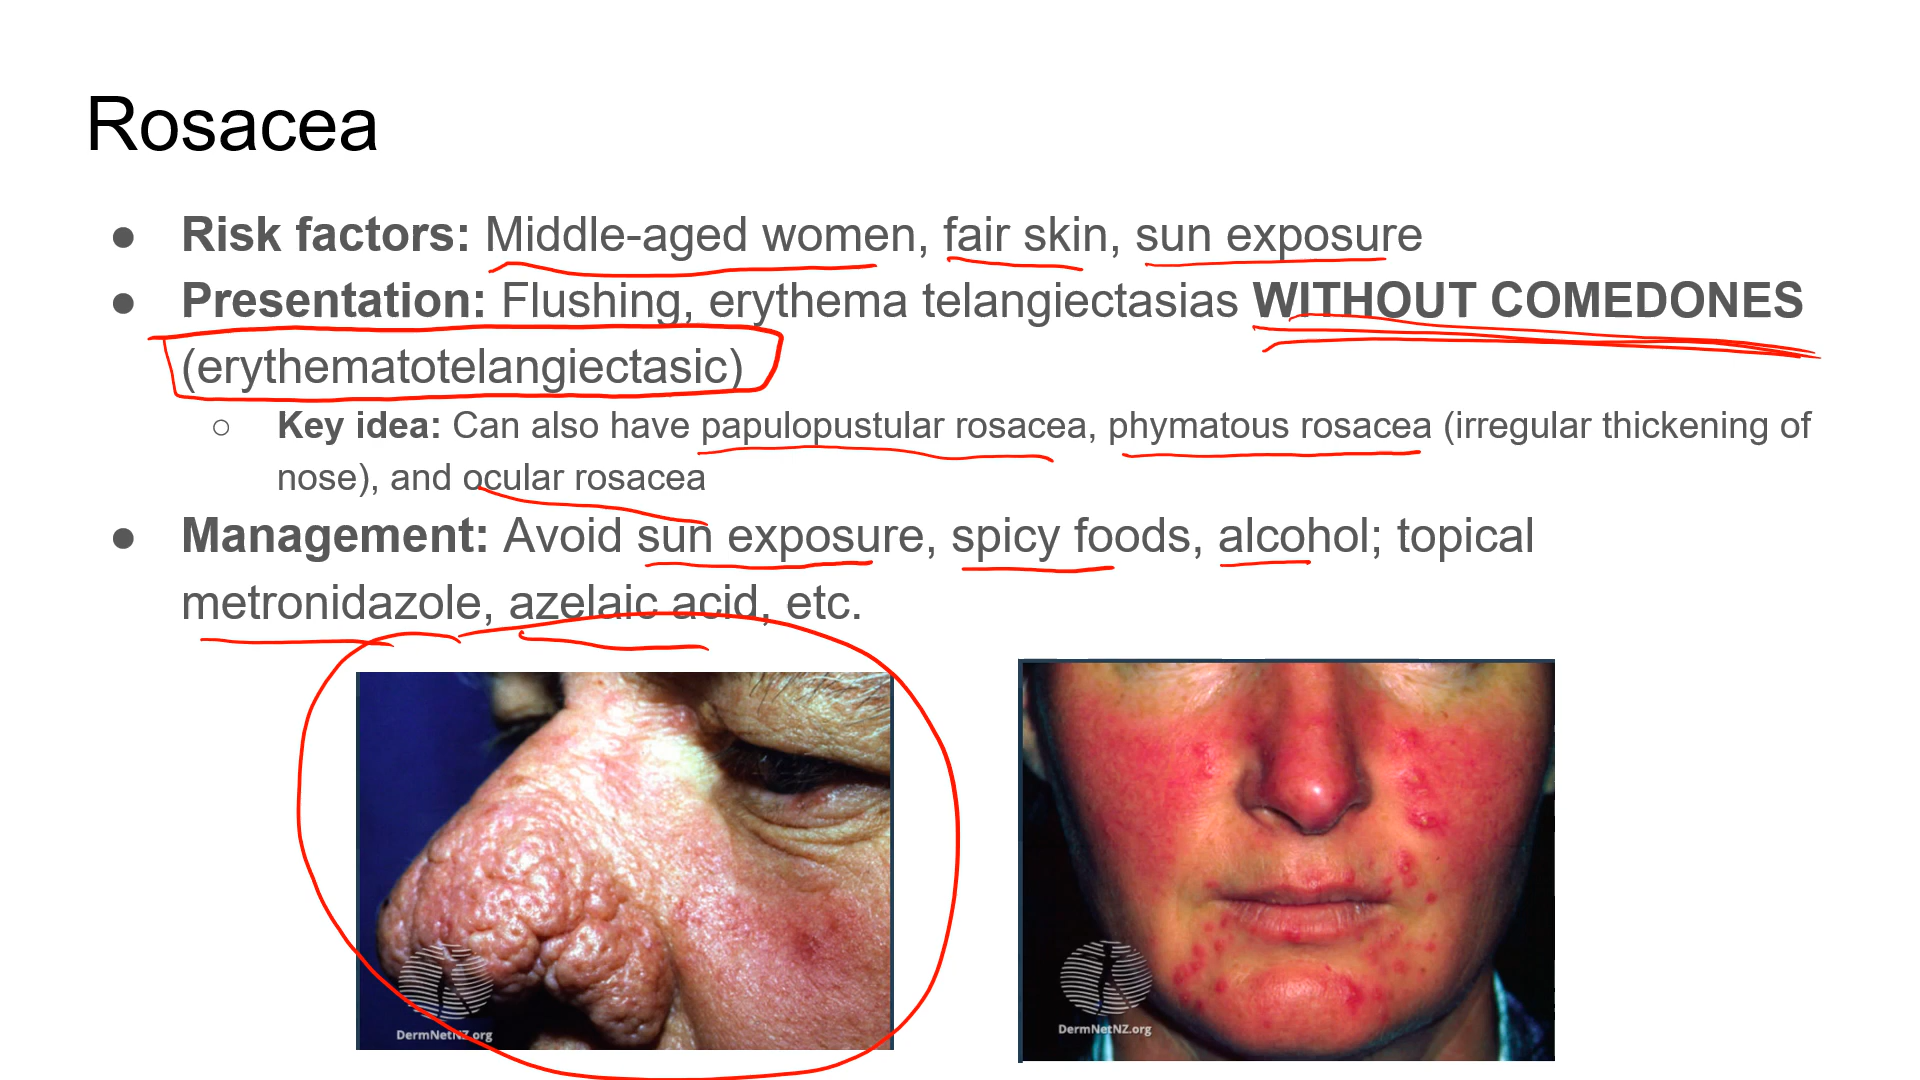 Rosacea
● Risk factors: Middle-aged women, fair skin, sun exposure
● Presentation: Flushing, erythema telangiectasias WITHOUT COMEDONES
(erythematotelangiectasic)
○ Key idea: Can also have papulopustular rosacea, phymatous rosacea (irregular thickening of
nose), and ocular rosacea
● Management: Avoid sun exposure, spicy foods, alcohol; topical
metronidazole, azelaic acid, etc.
DermNetNZ.org
DermNetNZ.org